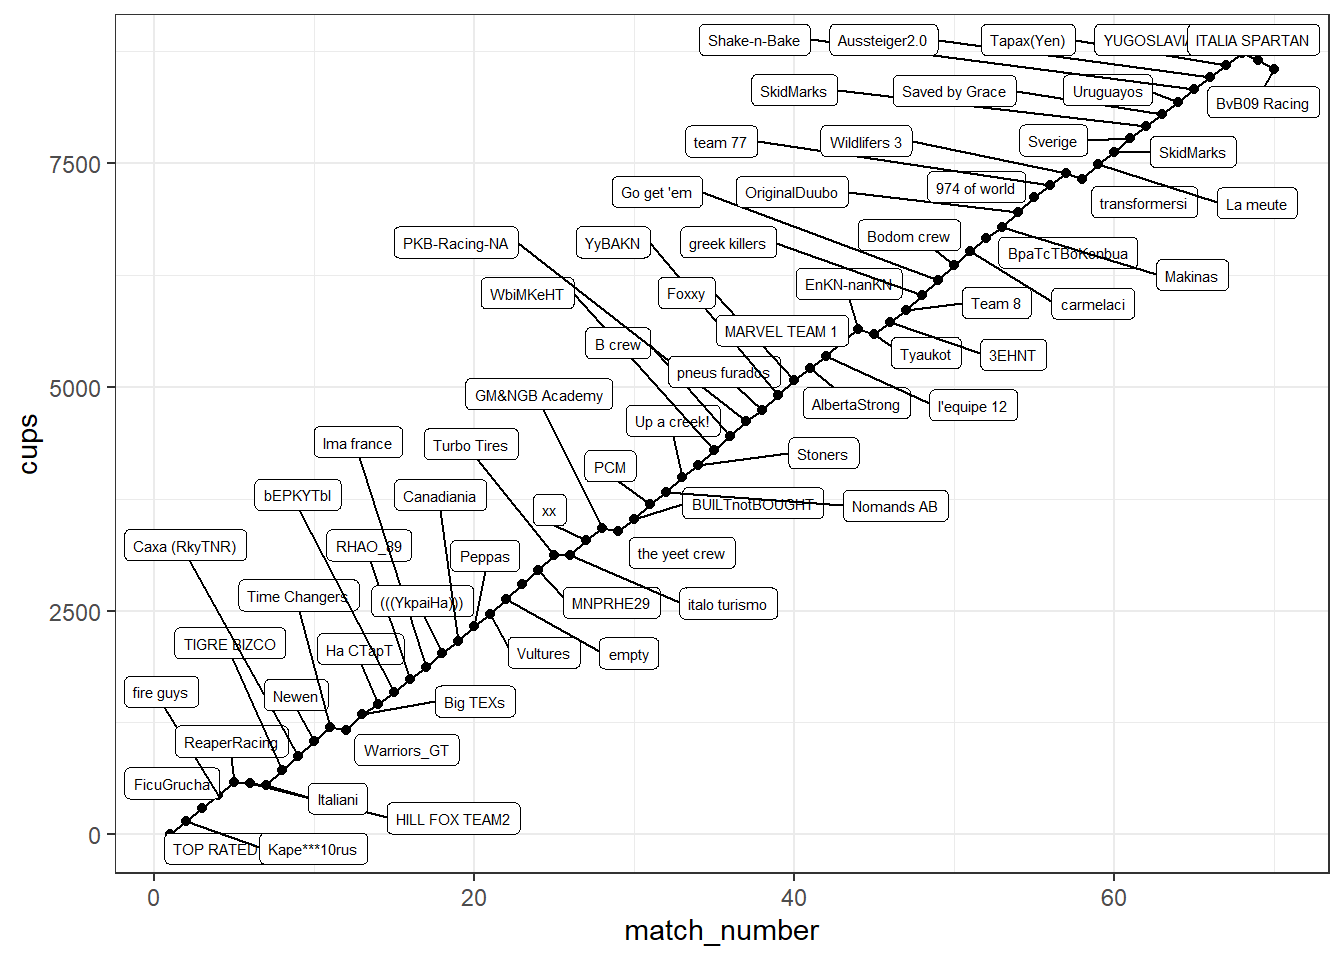 Shake-n-Bake
Aussteiger2.0
Tapax(Yen)
YUGOSLAVIA
ITALIA SPARTAN
SkidMarks
Saved by Grace
Uruguayos
BvB09 Racing
team 77
Wildlifers 3
Sverige
SkidMarks
7500
Go get 'em
OriginalDuubo
974 of world
transformersi
La meute
PKB-Racing-NA
YyBAKN
greek killers
Bodom crew
BpaTcTBoKonbua
Makinas
WbiMKeHT
Foxxy
EnKN-nanKN
Team 8
carmelaci
B crew
MARVEL TEAM 1
Tyaukot
3EHNT
pneus furados
5000
GM&NGB Academy
AlbertaStrong
l'equipe 12
Up a creek!
cups
Ima france
Turbo Tires
PCM
Stoners
bEPKYTbl
Canadiania
xx
BUILTnotBOUGHT
Nomands AB
Caxa (RkyTNR)
RHAO_89
Peppas
the yeet crew
Time Changers
(((YkpaiHa)))
MNPRHE29
italo turismo
2500
TIGRE BIZCO
Ha CTapT
Vultures
empty
fire guys
Newen
Big TEXs
ReaperRacing
Warriors_GT
FicuGrucha
Italiani
HILL FOX TEAM2
0
TOP RATED
Kape***10rus
0
20
40
60
match_number